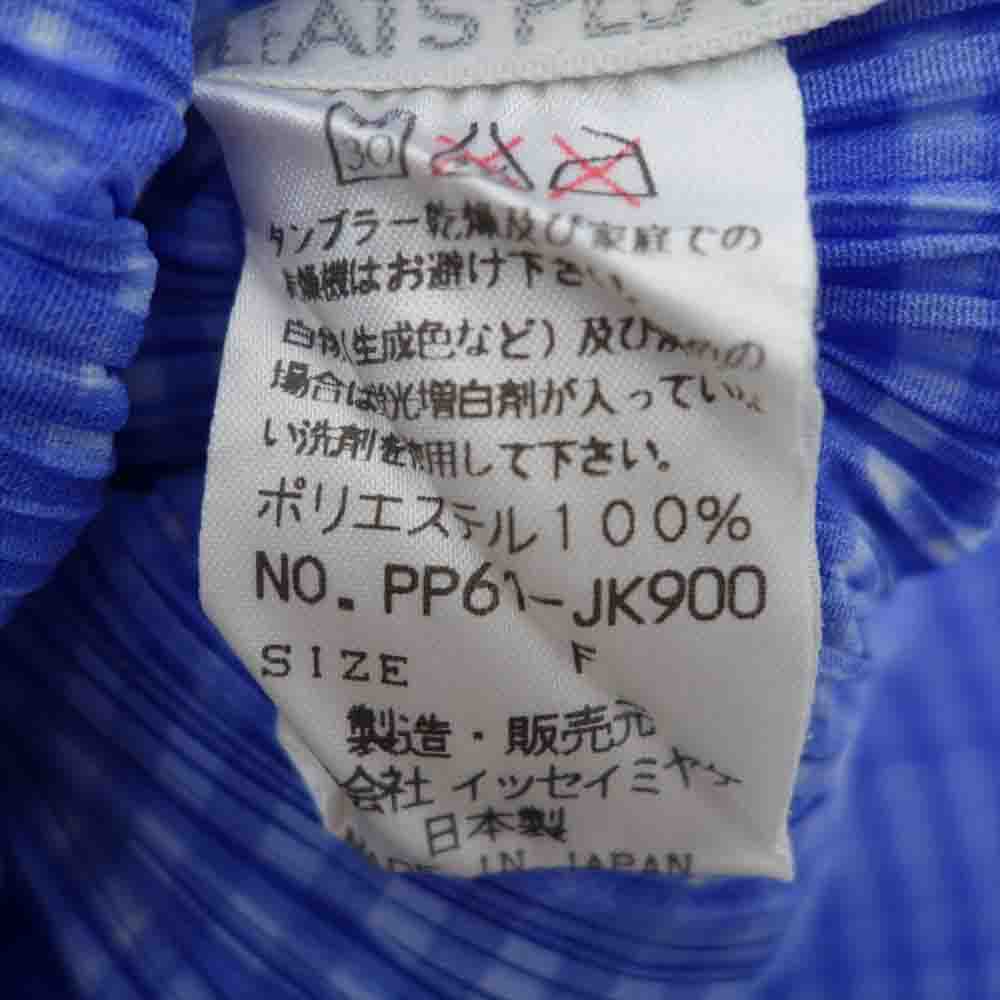 PLEATS PLEASE
30
タンブラー乾燥及び家庭での
乾燥機はお避け下さい
白物(生成色など)及び
場合は蛍光増白剤が入っていな
い洗剤を使用して下さい。
ポリエステル100%
NO. PP61-JK900
SIZE F
製造・販売元
会社 イッセイミヤケ
日本製
MADE IN JAPAN